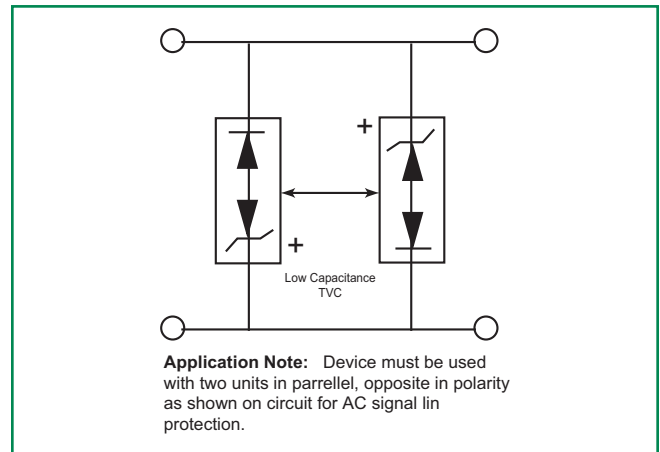 +
+
Low Capacitance
TVC
Application Note: Device must be used
with two units in parrellel, opposite in polarity
as shown on circuit for AC signal lin
protection.